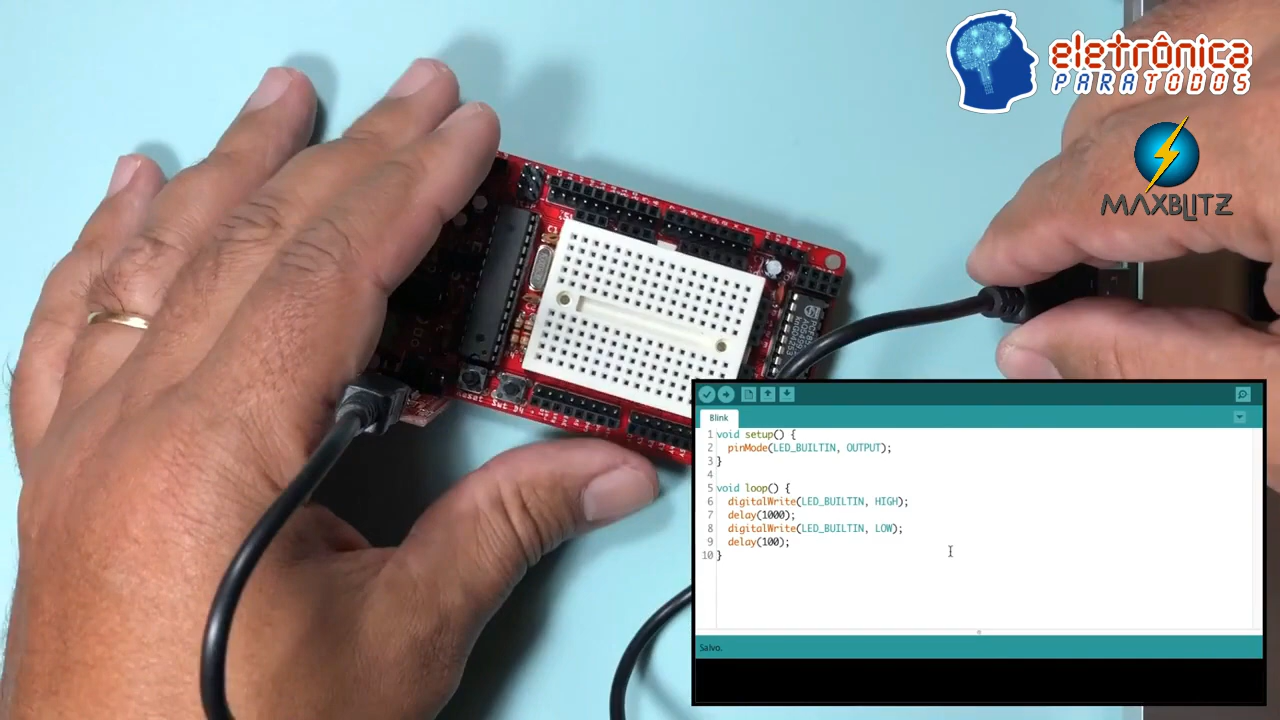 eletrônica
PARATODOS
MAXBLITZ
Reset
Blink
1 void setup() {
2 pinMode(LED_BUILTIN, OUTPUT);
3 }
4
5 void loop() {
6 digitalWrite(LED_BUILTIN, HIGH);
7 delay(1000);
8 digitalWrite(LED_BUILTIN, LOW);
9 delay(100);
10 }
Salvo.